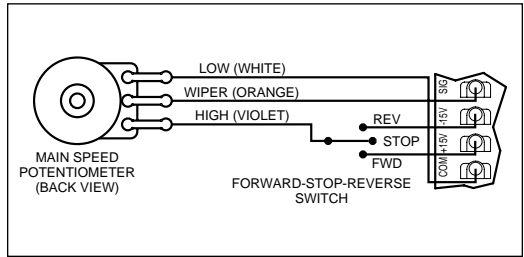 LOW (WHITE)
WIPER (ORANGE)
HIGH (VIOLET)
REV
STOP
FWD
MAIN SPEED
POTENTIOMETER
(BACK VIEW)
FORWARD-STOP-REVERSE
SWITCH
SIG
-15V
+15V
COM